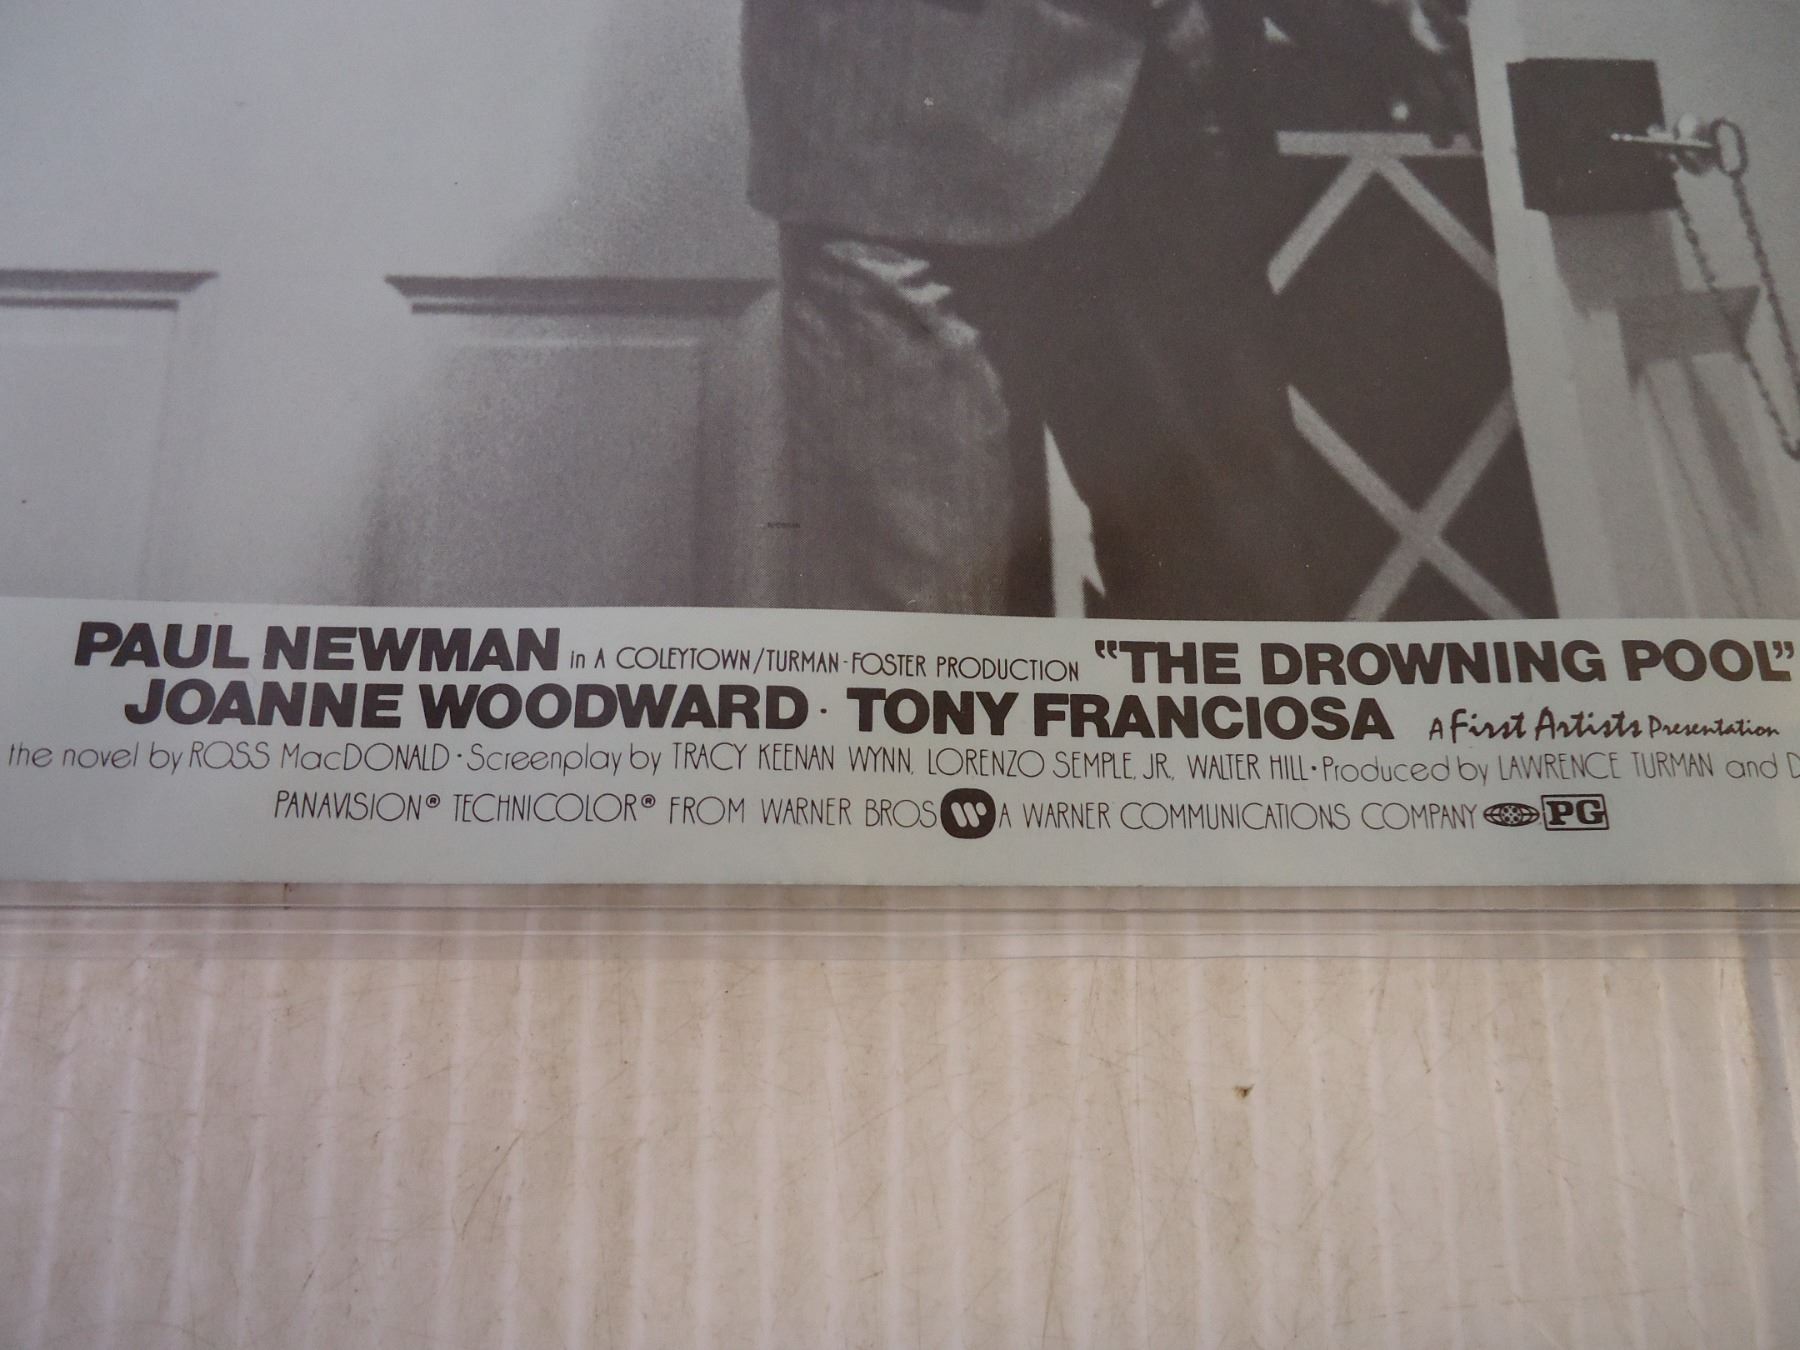 PAUL NEWMAN in A COLEYTOWN/TURMAN-FOSTER PRODUCTION "THE DROWNING POOL"
JOANNE WOODWARD · TONY FRANCIOSA A First Artists Presentation
the novel by ROSS MacDONALD · Screenplay by TRACY KEENAN WYNN, LORENZO SEMPLE, JR., WALTER HILL · Produced by LAWRENCE TURMAN and D
PANAVISION® TECHNICOLOR® FROM WARNER BROS W A WARNER COMMUNICATIONS COMPANY PG